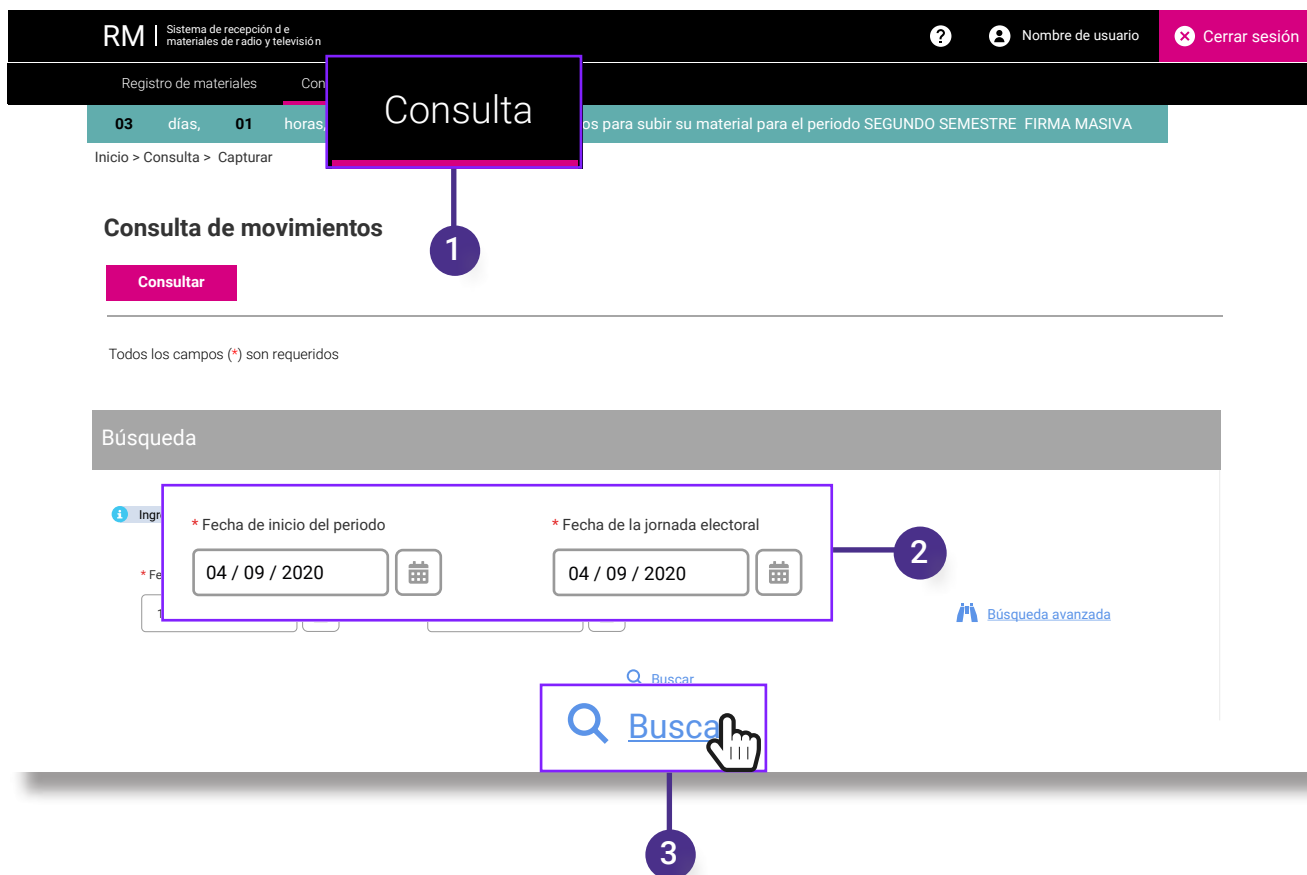 RM
Sistema de recepción de
materiales de radio y televisión
Nombre de usuario
Cerrar sesión
Registro de materiales
Consulta
03 días, 01 horas,
os para subir su material para el periodo SEGUNDO SEMESTRE FIRMA MASIVA
Inicio > Consulta > Capturar
1
Consulta de movimientos
Consultar
Todos los campos (*) son requeridos
Búsqueda
Ingr
* Fecha de inicio del periodo
* Fecha de la jornada electoral
2
* Fe
04 / 09 / 2020
04 / 09 / 2020
Búsqueda avanzada
Buscar
Busca
3